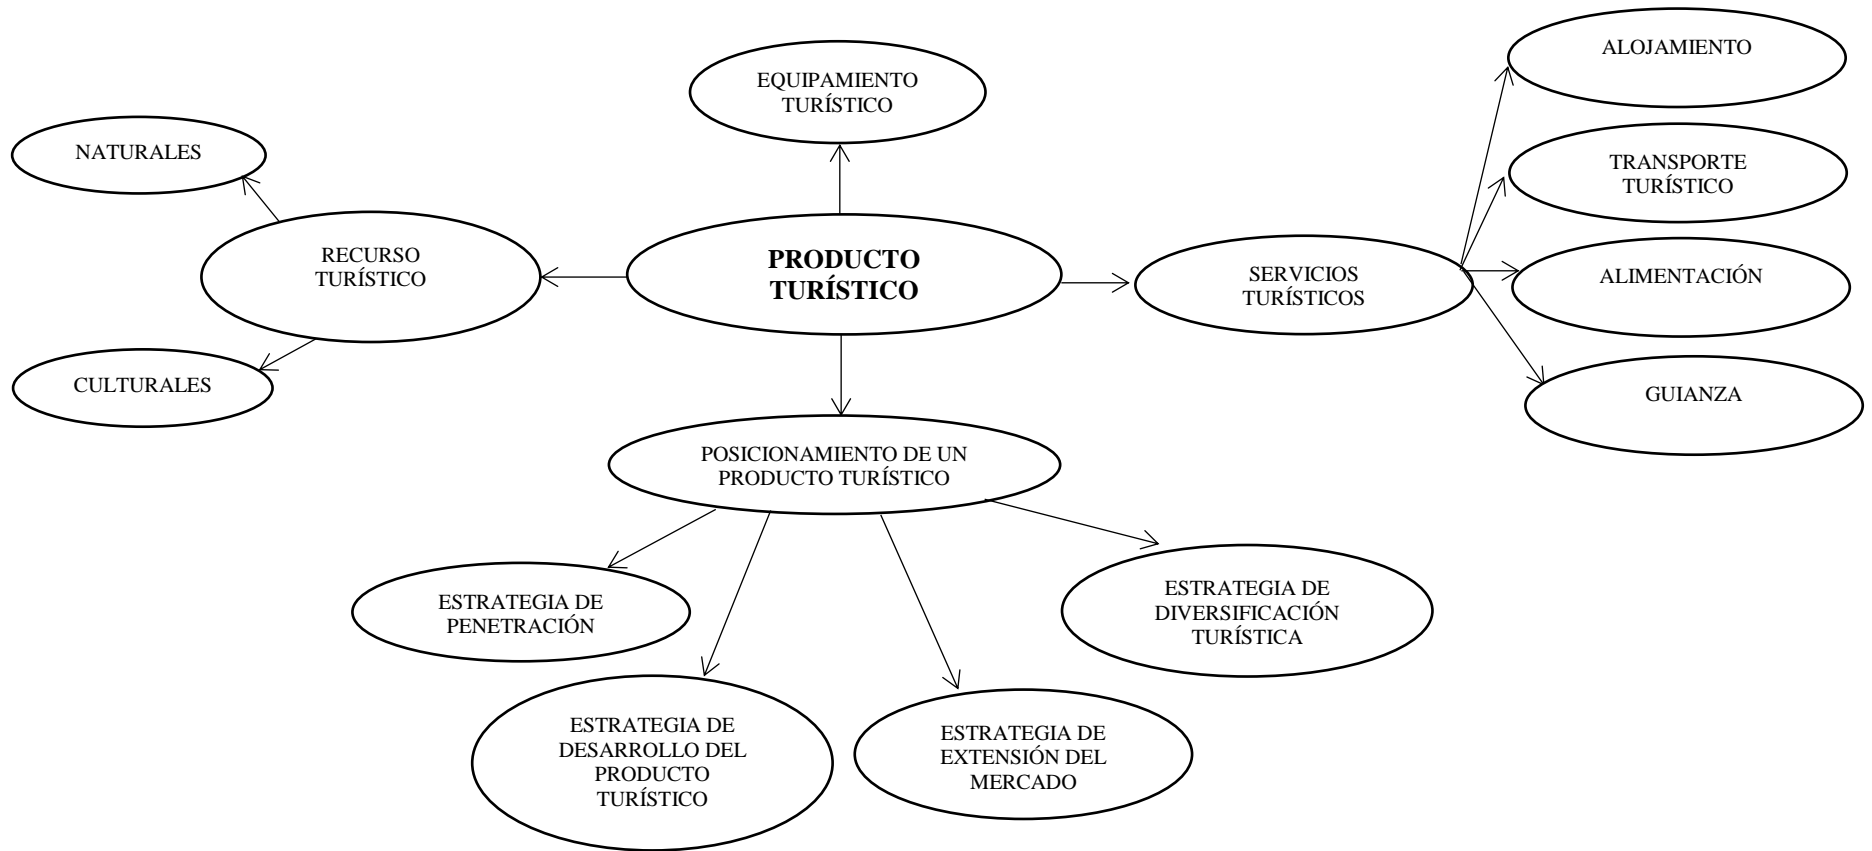 ALOJAMIENTO
EQUIPAMIENTO
TURÍSTICO
NATURALES
TRANSPORTE
TURÍSTICO
RECURSO
TURÍSTICO
PRODUCTO
TURÍSTICO
SERVICIOS
TURÍSTICOS
ALIMENTACIÓN
CULTURALES
GUIANZA
POSICIONAMIENTO DE UN
PRODUCTO TURÍSTICO
ESTRATEGIA DE
PENETRACIÓN
ESTRATEGIA DE
DIVERSIFICACIÓN
TURÍSTICA
ESTRATEGIA DE
DESARROLLO DEL
PRODUCTO
TURÍSTICO
ESTRATEGIA DE
EXTENSIÓN DEL
MERCADO